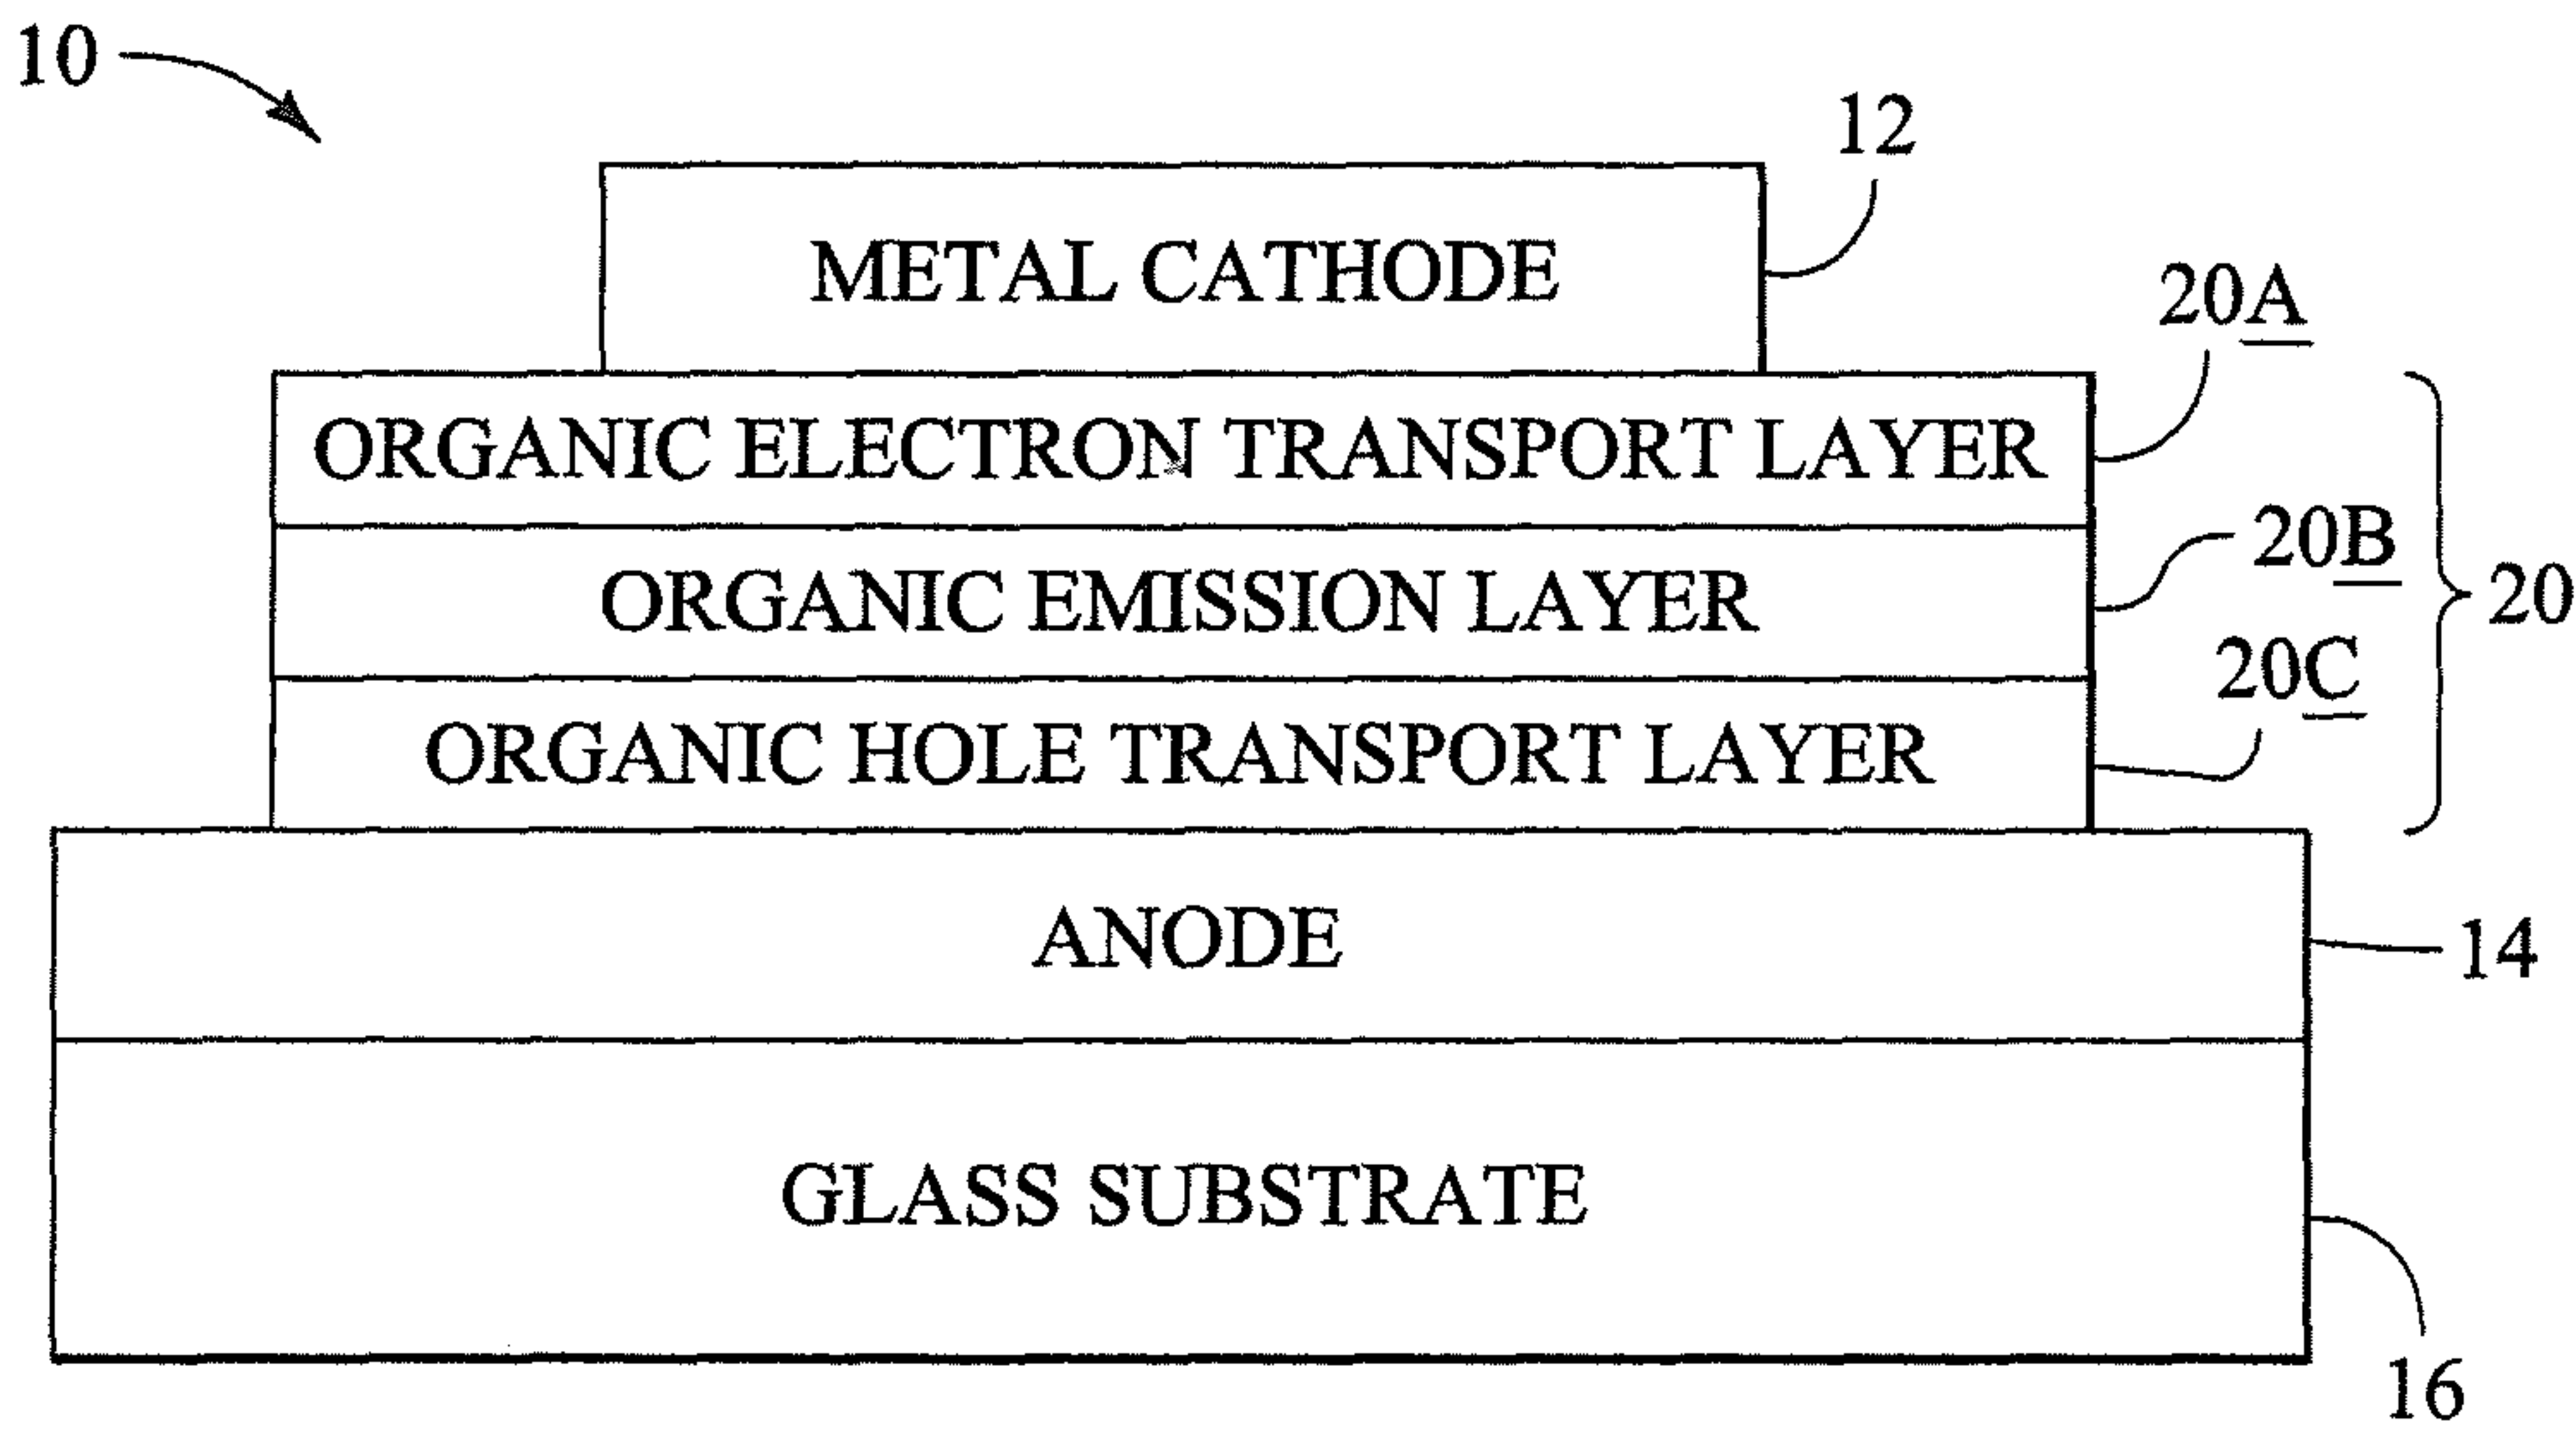 10
12
METAL CATHODE
20A
ORGANIC ELECTRON TRANSPORT LAYER
20B
ORGANIC EMISSION LAYER
20
20C
ORGANIC HOLE TRANSPORT LAYER
ANODE
14
GLASS SUBSTRATE
16